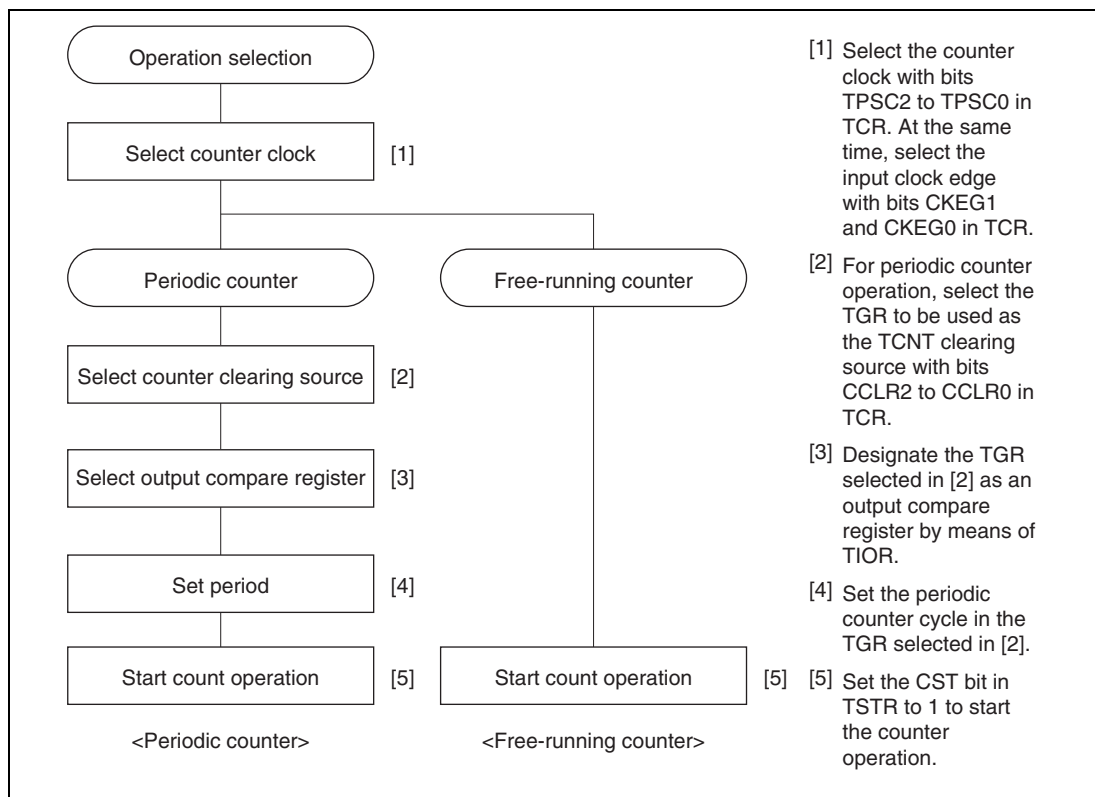 Operation selection
Select counter clock
[1]
Periodic counter
Free-running counter
Select counter clearing source
[2]
Select output compare register
[3]
Set period
[4]
Start count operation
[5]
Start count operation
[5]
<Periodic counter>
<Free-running counter>
[1] Select the counter
clock with bits
TPSC2 to TPSC0 in
TCR. At the same
time, select the
input clock edge
with bits CKEG1
and CKEG0 in TCR.
[2] For periodic counter
operation, select the
TGR to be used as
the TCNT clearing
source with bits
CCLR2 to CCLR0 in
TCR.
[3] Designate the TGR
selected in [2] as an
output compare
register by means of
TIOR.
[4] Set the periodic
counter cycle in the
TGR selected in [2].
[5] Set the CST bit in
TSTR to 1 to start
the counter
operation.